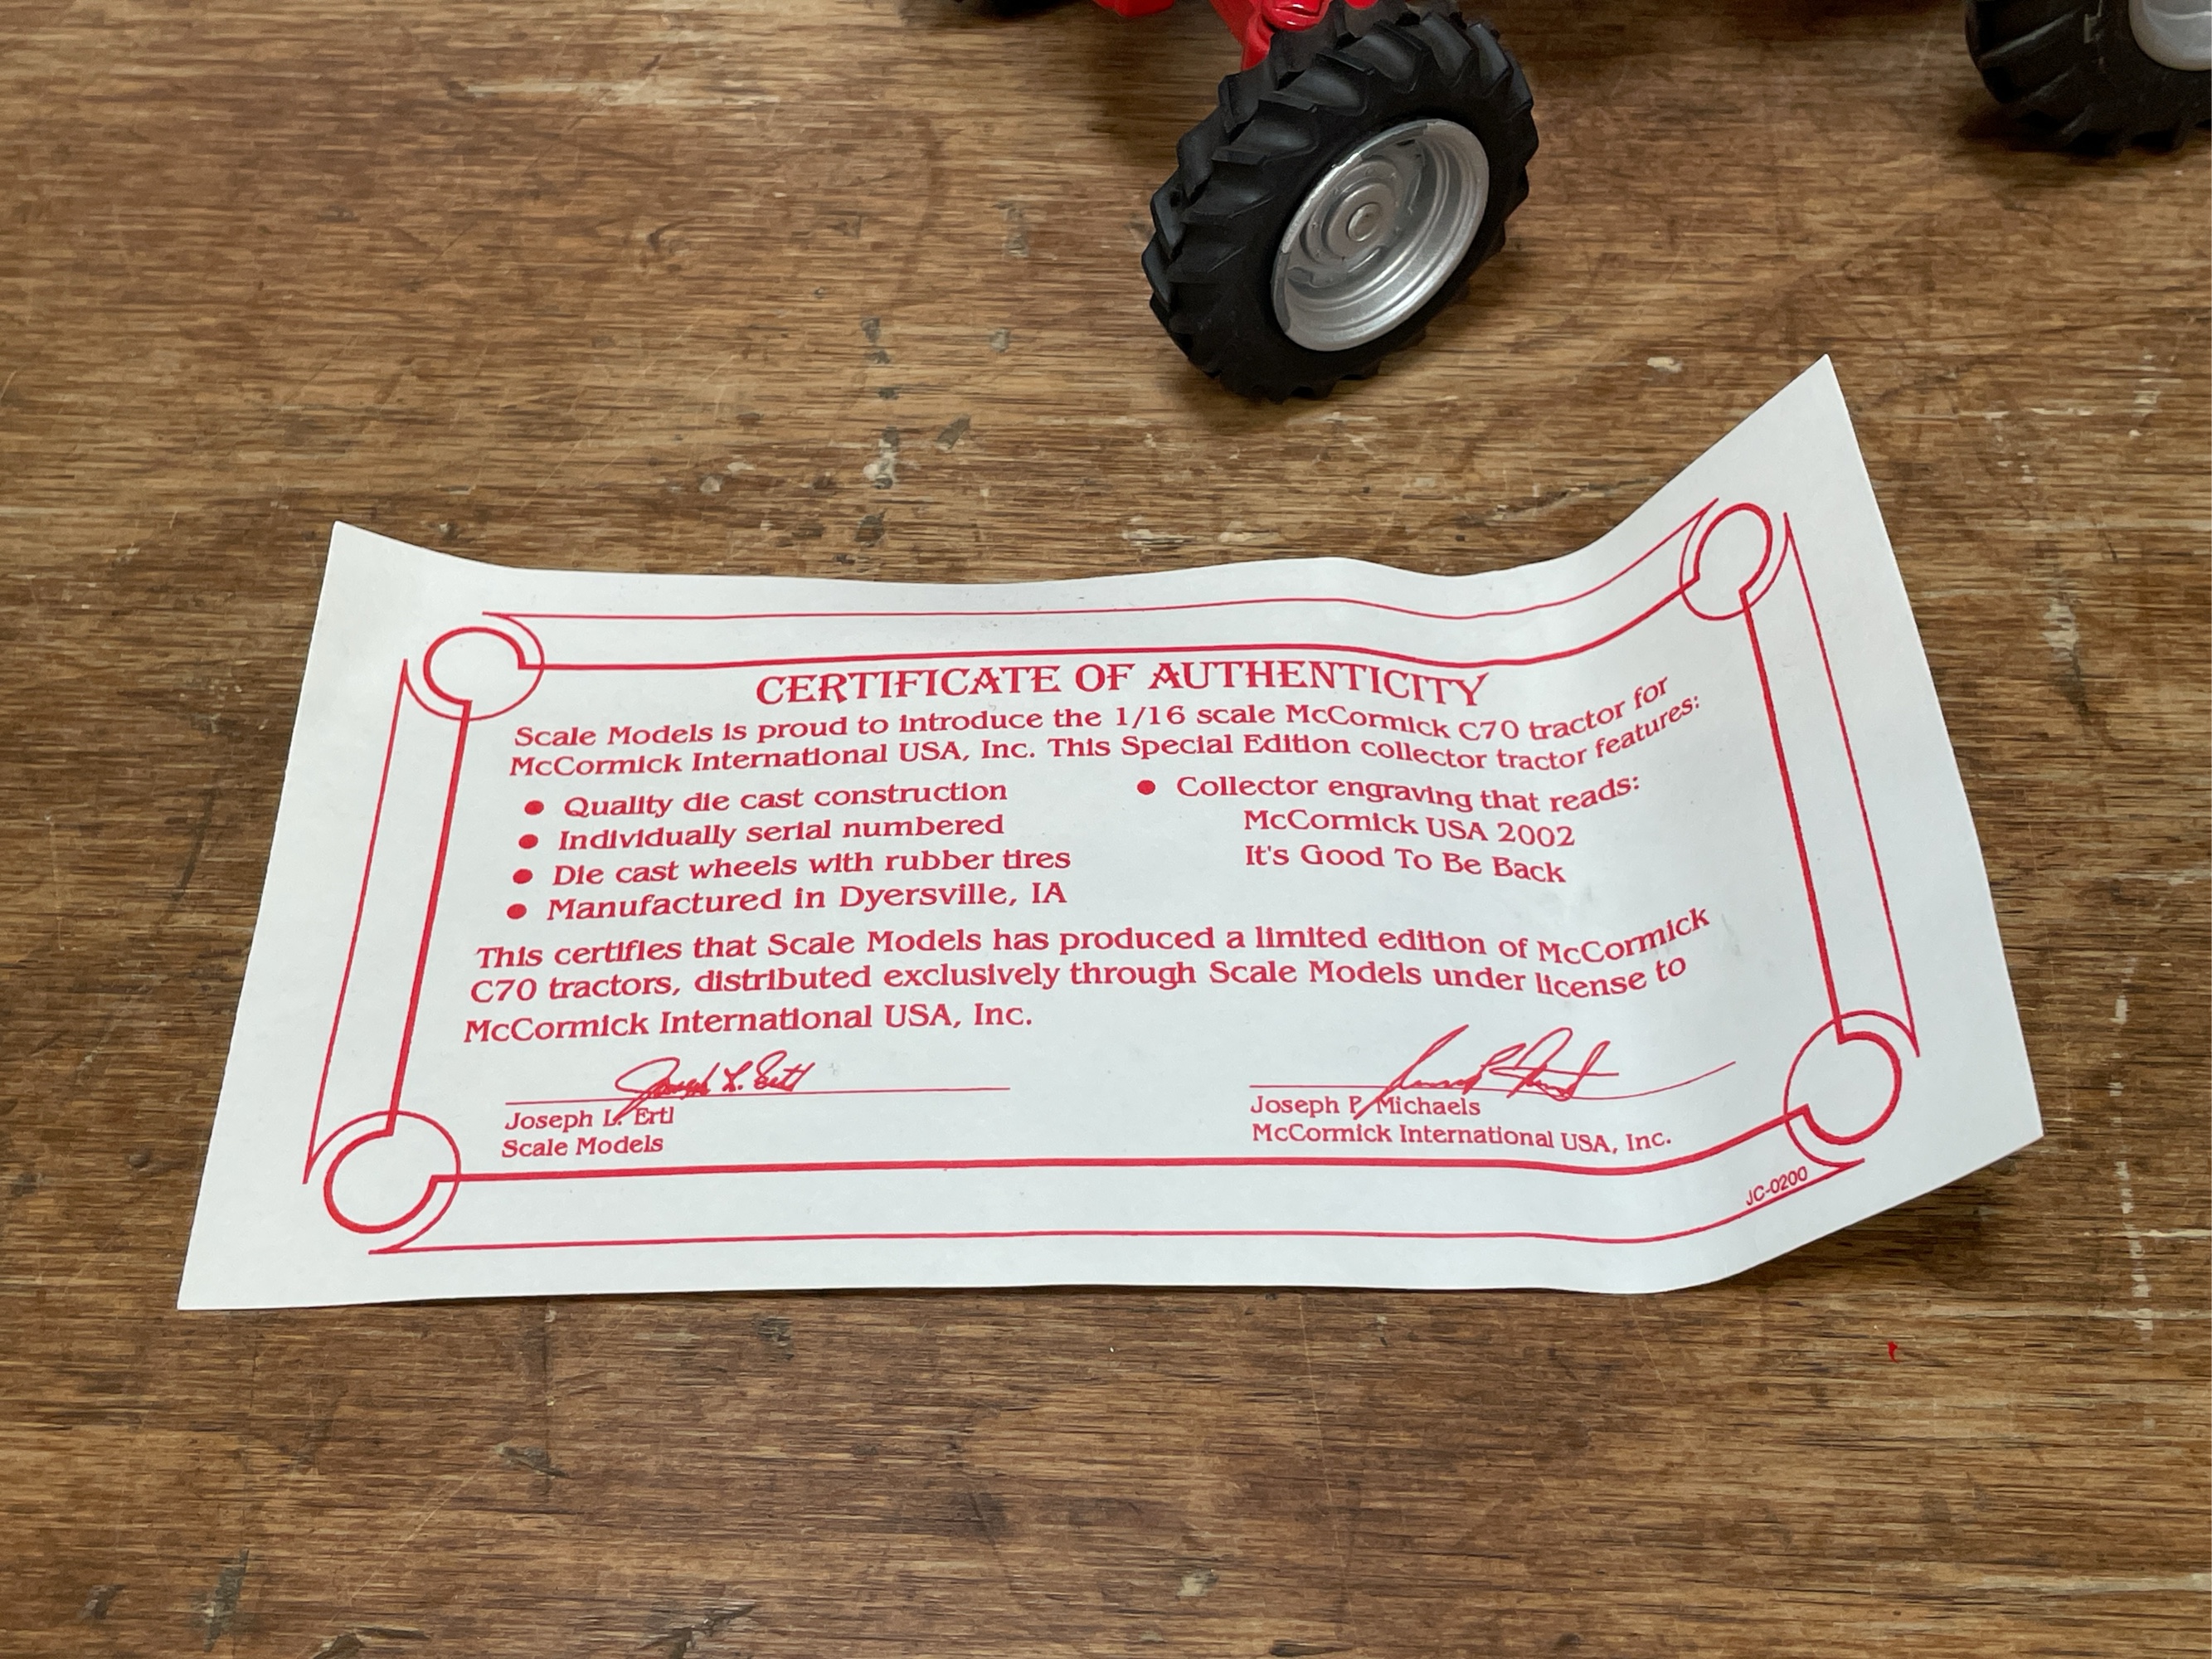 CERTIFICATE OF AUTHENTICITY
Scale Models is proud to introduce the 1/16 scale McCormick C70 tractor for
McCormick International USA, Inc. This Special Edition collector tractor features:
● Quality die cast construction
● Individually serial numbered
● Die cast wheels with rubber tires
● Manufactured in Dyersville, IA
● Collector engraving that reads:
McCormick USA 2002
It's Good To Be Back
This certifies that Scale Models has produced a limited edition of McCormick
C70 tractors, distributed exclusively through Scale Models under license to
McCormick International USA, Inc.
Joseph L. Ertl
Joseph L. Ertl
Scale Models
Joseph P. Michaels
McCormick International USA, Inc.
JC-0200